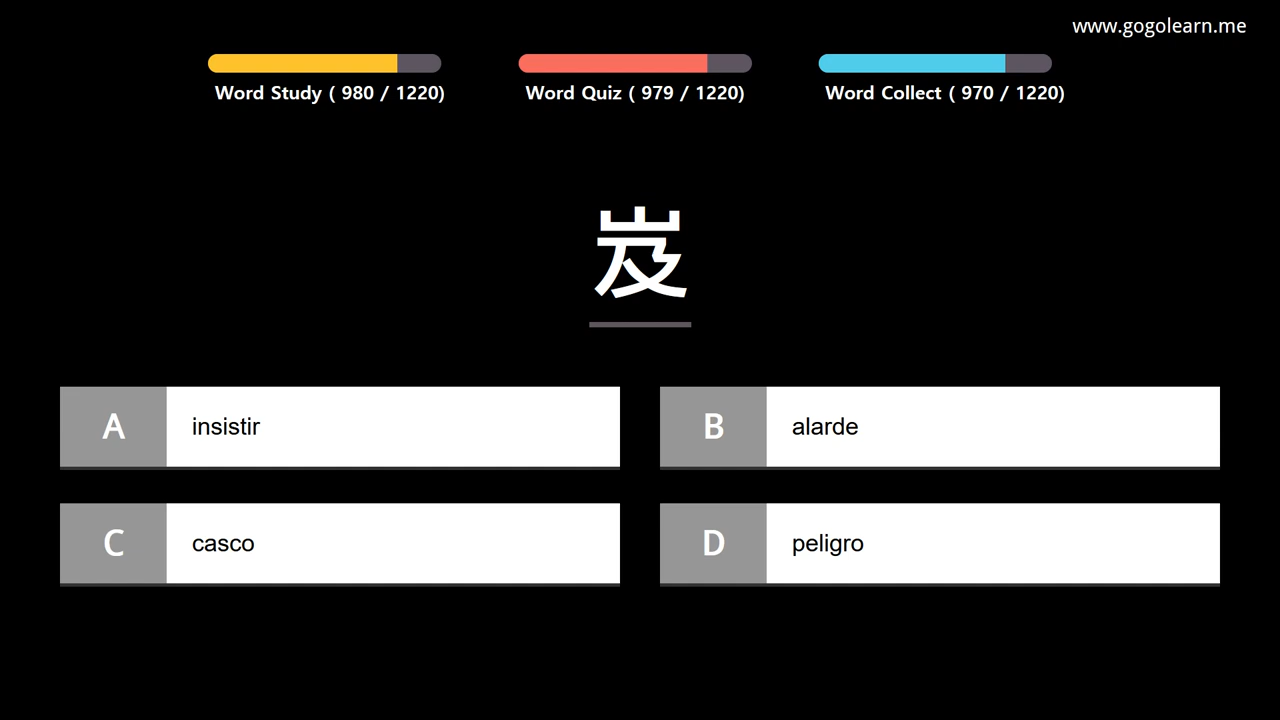 www.gogolearn.me
Word Study ( 980 / 1220)
Word Quiz ( 979 / 1220)
Word Collect ( 970 / 1220)
岌
A insistir
B alarde
C casco
D peligro